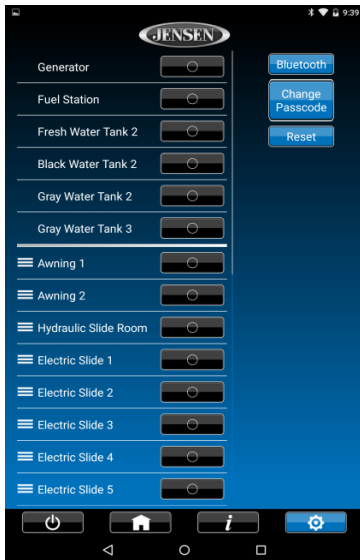 9:39
JENSEN
Generator
Fuel Station
Fresh Water Tank 2
Black Water Tank 2
Gray Water Tank 2
Gray Water Tank 3
Awning 1
Awning 2
Hydraulic Slide Room
Electric Slide 1
Electric Slide 2
Electric Slide 3
Electric Slide 4
Electric Slide 5
Bluetooth
Change
Passcode
Reset
i